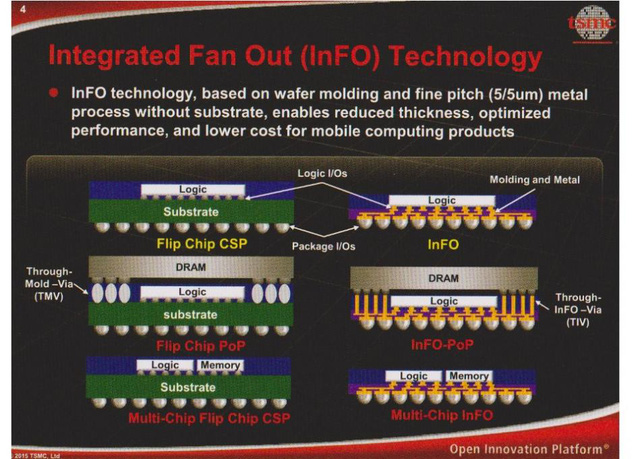 4
tsmc
Integrated Fan Out (InFO) Technology
InFO technology, based on wafer molding and fine pitch (5/5um) metal
process without substrate, enables reduced thickness, optimized
performance, and lower cost for mobile computing products
Logic I/Os
Molding and Metal
Logic
Substrate
Flip Chip CSP
Package I/Os
Logic
InFO
DRAM
Through-
Mold –Via
(TMV)
Logic
substrate
Flip Chip PoP
DRAM
Logic
Through-
InFO –Via
(TIV)
InFO-PoP
Logic
Memory
Substrate
Multi-Chip Flip Chip CSP
Logic
Memory
Multi-Chip InFO
2015 TSMC, Ltd
Open Innovation Platform®